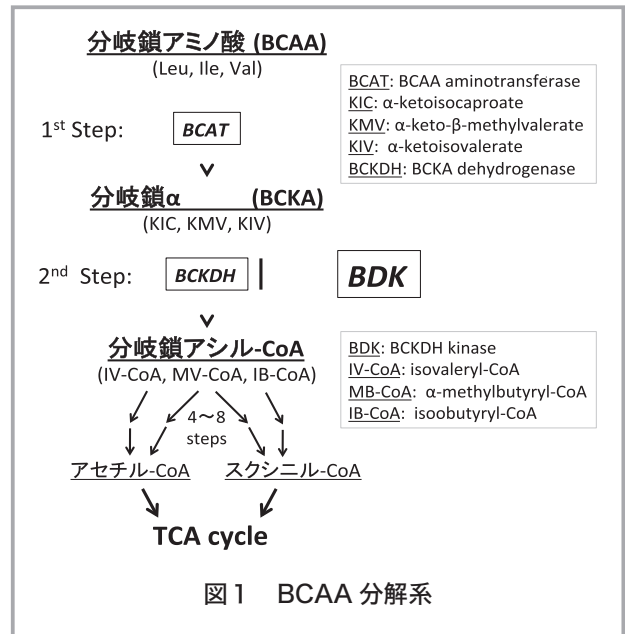 分岐鎖アミノ酸 (BCAA)
(Leu, Ile, Val)
BCAT: BCAA aminotransferase
KIC: α-ketoisocaproate
KMV: α-keto-β-methylvalerate
KIV: α-ketoisovalerate
BCKDH: BCKA dehydrogenase
1st Step: BCAT
分岐鎖α (BCKA)
(KIC, KMV, KIV)
2nd Step: BCKDH BDK
分岐鎖アシル-CoA
(IV-CoA, MV-CoA, IB-CoA)
BDK: BCKDH kinase
IV-CoA: isovaleryl-CoA
MB-CoA: α-methylbutyryl-CoA
IB-CoA: isoobutyryl-CoA
4〜8
steps
アセチル-CoA スクシニル-CoA
TCA cycle
図1 BCAA 分解系